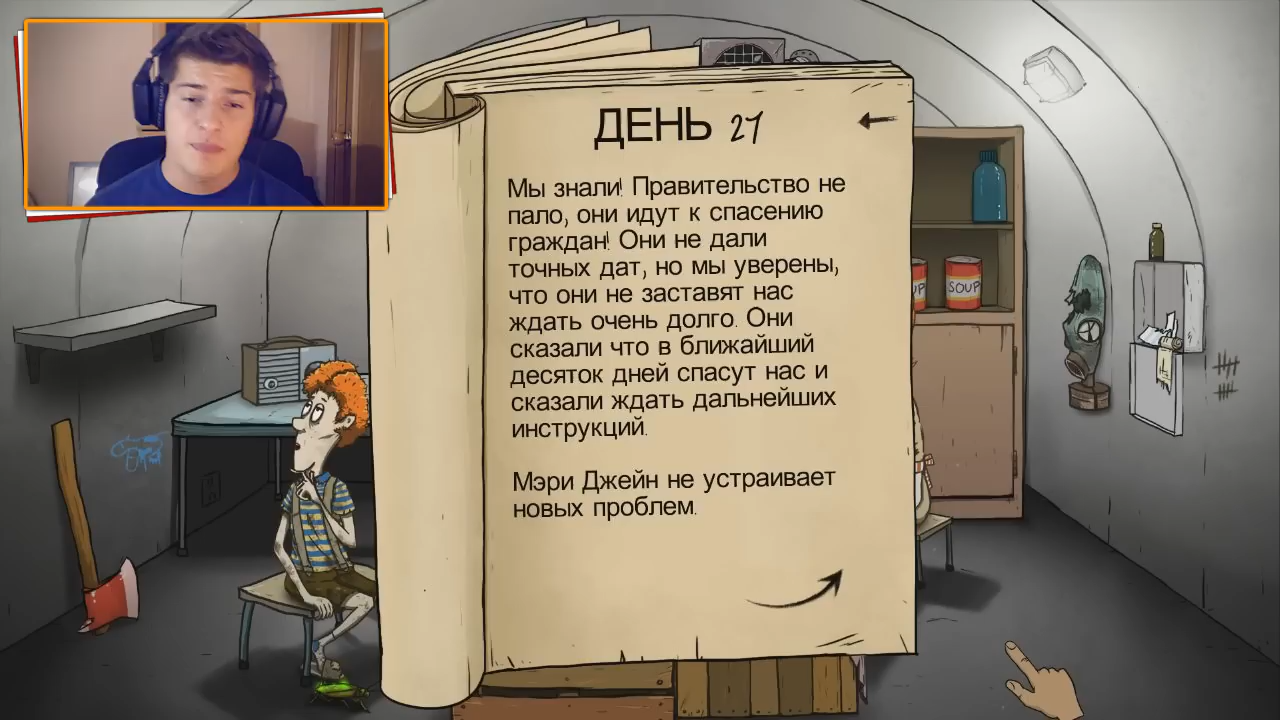 ДЕНЬ 27
Мы знали! Правительство не
пало, они идут к спасению
граждан! Они не дали
точных дат, но мы уверены,
что они не заставят нас
ждать очень долго. Они
сказали что в ближайший
десяток дней спасут нас и
сказали ждать дальнейших
инструкций.
Мэри Джейн не устраивает
новых проблем.
UP
SOUP